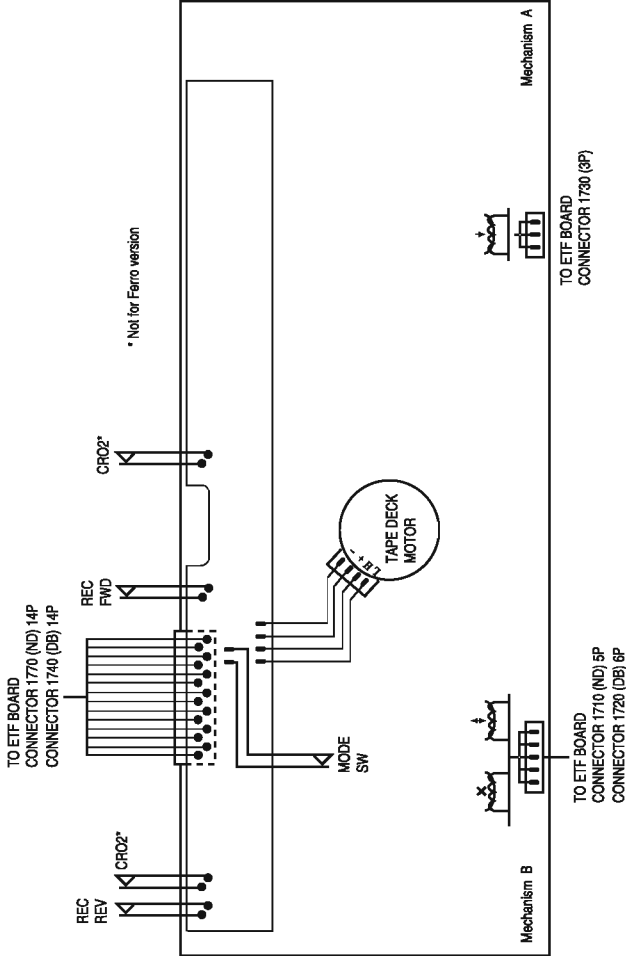 TO ETF BOARD
CONNECTOR 1770 (ND) 14P
CONNECTOR 1740 (DB) 14P
REC
REV
CRO2*
REC
FWD
CRO2*
* Not for Ferro version
MODE
SW
TAPE DECK
MOTOR
L H + -
Mechanism B
Mechanism A
TO ETF BOARD
CONNECTOR 1710 (ND) 5P
CONNECTOR 1720 (DB) 6P
TO ETF BOARD
CONNECTOR 1730 (3P)